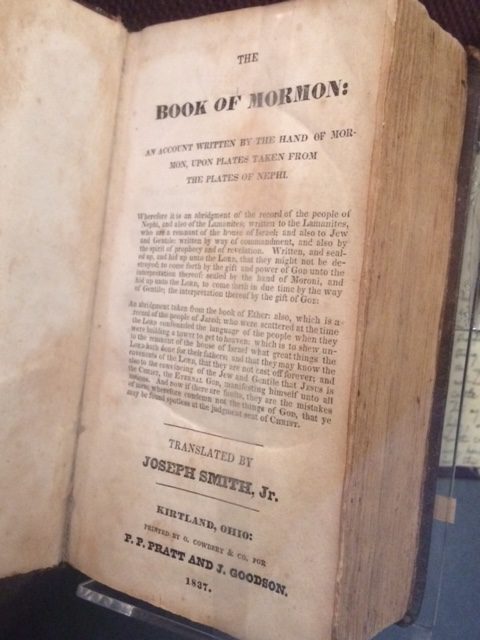 THE
BOOK OF MORMON:
AN ACCOUNT WRITTEN BY THE HAND OF MOR-
MON, UPON PLATES TAKEN FROM
THE PLATES OF NEPHI.
Wherefore it is an abridgment of the record of the people of
Nephi, and also of the Lamanites; written to the Lamanites,
who are a remnant of the house of Israel; and also to Jew
and Gentile: written by way of commandment, and also by
the spirit of prophecy and of revelation. Written, and seal-
ed up, and hid up unto the LORD, that they might not be de-
stroyed; to come forth by the gift and power of GOD unto the
interpretation thereof: sealed by the hand of Moroni, and
hid up unto the LORD, to come forth in due time by the way
of Gentile; the interpretation thereof by the gift of GOD:
An abridgment taken from the book of Ether: also, which is a
record of the people of Jared; who were scattered at the time
the LORD confounded the language of the people when they
were building a tower to get to heaven: which is to shew un-
to the remnant of the house of Israel what great things the
LORD hath done for their fathers; and that they may know the
covenants of the LORD, that they are not cast off forever; and
also to the convincing of the Jew and Gentile that JESUS is
the CHRIST, the ETERNAL GOD, manifesting himself unto all
nations. And now if there are faults, they are the mistakes
of men; wherefore condemn not the things of GOD, that ye
may be found spotless at the judgment seat of CHRIST.
TRANSLATED BY
JOSEPH SMITH, Jr.
KIRTLAND, OHIO:
PRINTED BY O. COWDERY & CO. FOR
P. P. PRATT AND J. GOODSON.
1837.